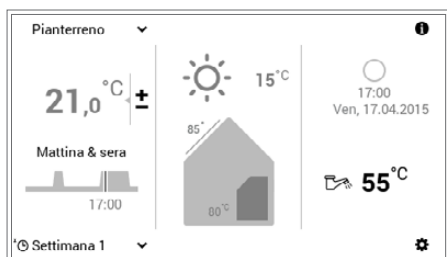 Pianterreno
21,0°C ±
Mattina & sera
17:00
Settimana 1
15°C
85°
80°C
17:00
Ven, 17.04.2015
55°C